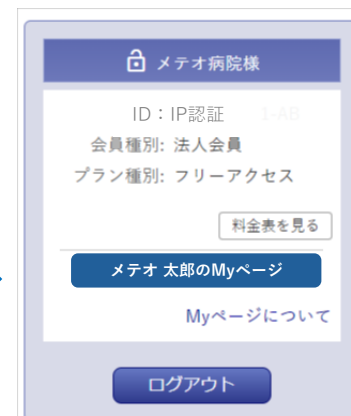 メテオ病院様
ID：IP認証
会員種別: 法人会員
プラン種別: フリーアクセス
料金表を見る
メテオ 太郎のMyページ
Myページについて
ログアウト